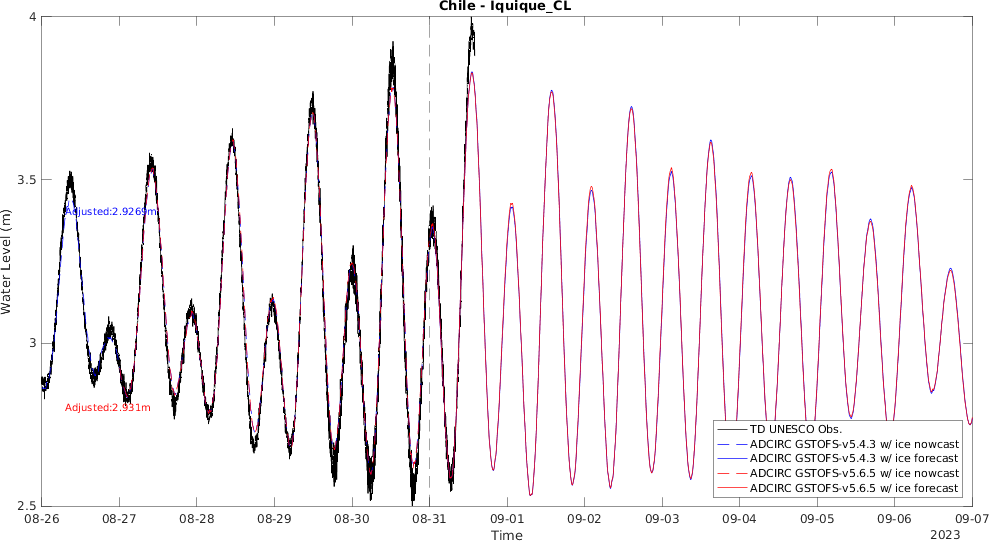 Chile - Iquique_CL
4
3.5
3
2.5
Water Level (m)
Adjusted:2.9269m
Adjusted:2.931m
TD UNESCO Obs.
ADCIRC GSTOFS-v5.4.3 w/ ice nowcast
ADCIRC GSTOFS-v5.4.3 w/ ice forecast
ADCIRC GSTOFS-v5.6.5 w/ ice nowcast
ADCIRC GSTOFS-v5.6.5 w/ ice forecast
08-26 08-27 08-28 08-29 08-30 08-31 09-01 09-02 09-03 09-04 09-05 09-06 09-07
Time
2023